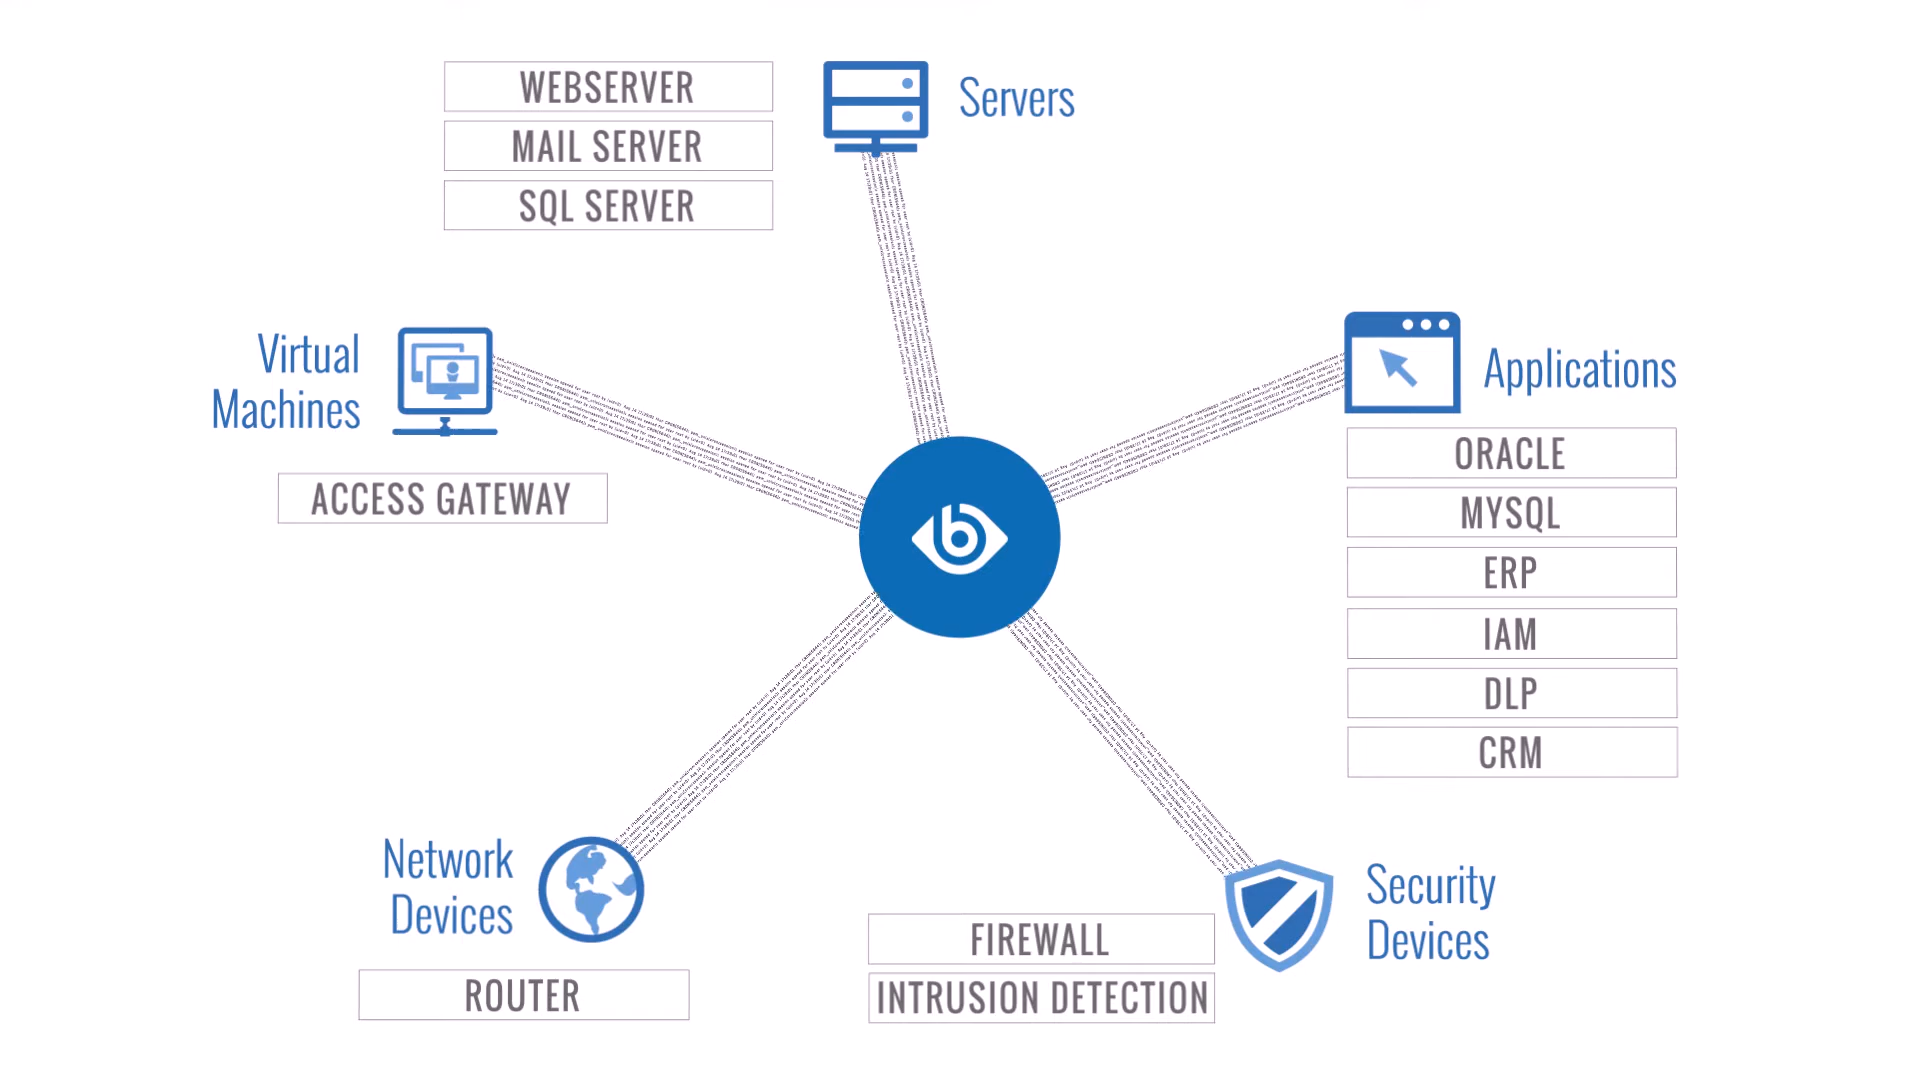 WEBSERVER
MAIL SERVER
SQL SERVER
Servers
Virtual
Machines
ACCESS GATEWAY
Applications
ORACLE
MYSQL
ERP
IAM
DLP
CRM
Network
Devices
ROUTER
FIREWALL
INTRUSION DETECTION
Security
Devices